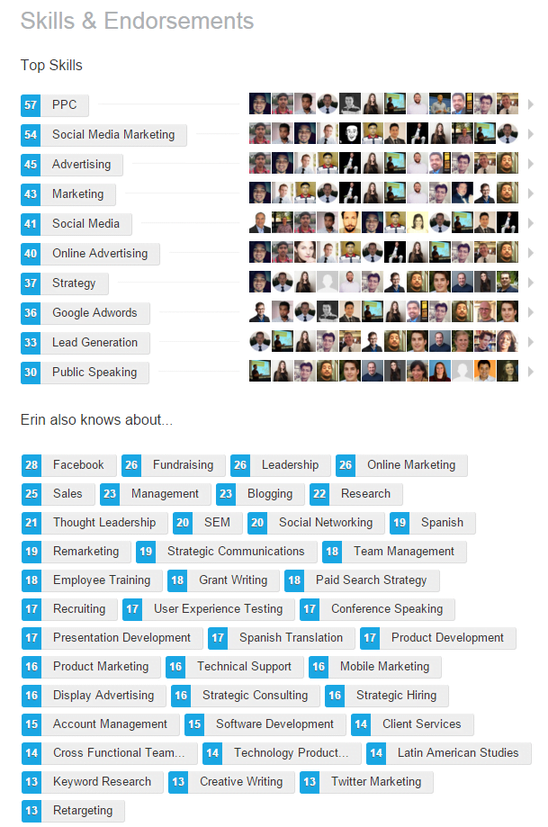 Skills & Endorsements
Top Skills
57 PPC
54 Social Media Marketing
45 Advertising
43 Marketing
41 Social Media
40 Online Advertising
37 Strategy
36 Google Adwords
33 Lead Generation
30 Public Speaking
Erin also knows about...
28 Facebook 26 Fundraising 26 Leadership 26 Online Marketing
25 Sales 23 Management 23 Blogging 22 Research
21 Thought Leadership 20 SEM 20 Social Networking 19 Spanish
19 Remarketing 19 Strategic Communications 18 Team Management
18 Employee Training 18 Grant Writing 18 Paid Search Strategy
17 Recruiting 17 User Experience Testing 17 Conference Speaking
17 Presentation Development 17 Spanish Translation 17 Product Development
16 Product Marketing 16 Technical Support 16 Mobile Marketing
16 Display Advertising 16 Strategic Consulting 16 Strategic Hiring
15 Account Management 15 Software Development 14 Client Services
14 Cross Functional Team... 14 Technology Product... 14 Latin American Studies
13 Keyword Research 13 Creative Writing 13 Twitter Marketing
13 Retargeting